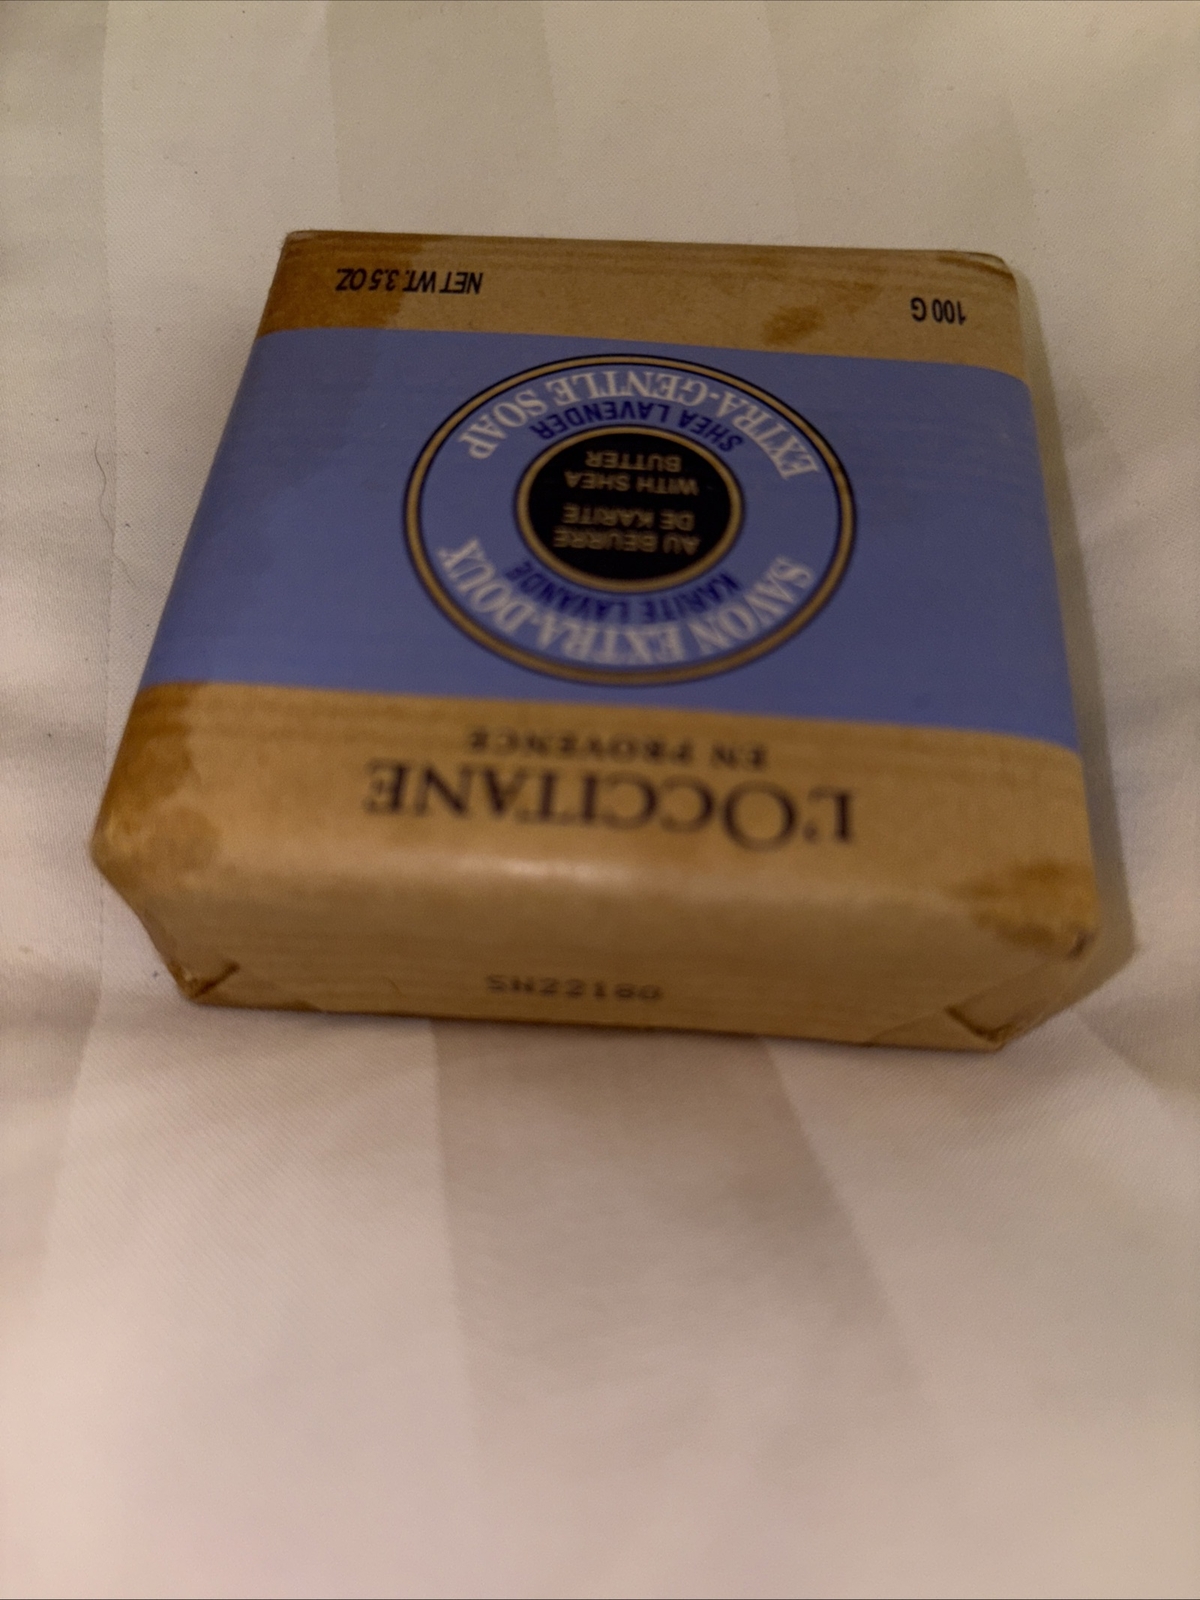 L'OCCITANE
EN PROVENCE
SAVON EXTRA-DOUX
KARITE LAVANDE
AU BEURRE
DE KARITE
WITH SHEA
BUTTER
SHEA LAVENDER
EXTRA-GENTLE SOAP
100 G
NET WT. 3.5 OZ
SH22180